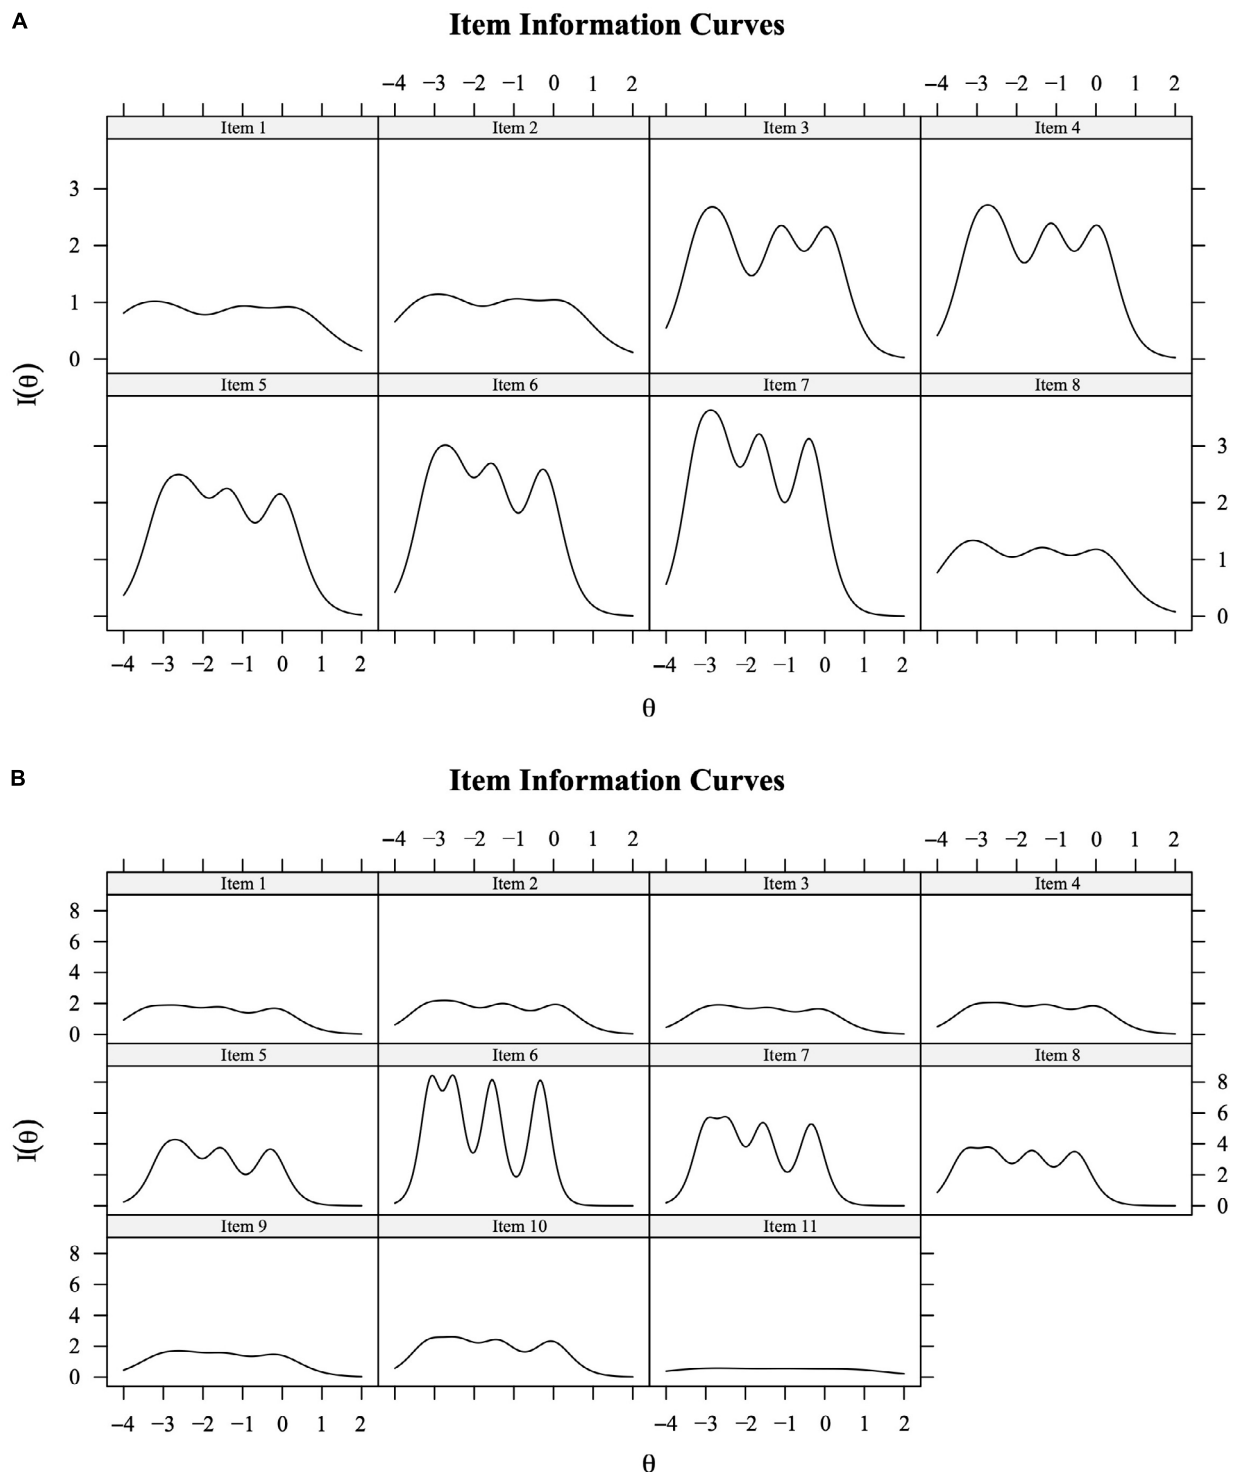 A
Item Information Curves
−4 −3 −2 −1 0 1 2 −4 −3 −2 −1 0 1 2
Item 1 Item 2 Item 3 Item 4
3
2
1
0
I(θ)
Item 5 Item 6 Item 7 Item 8
3
2
1
0
−4 −3 −2 −1 0 1 2 −4 −3 −2 −1 0 1 2
θ
B
Item Information Curves
−4 −3 −2 −1 0 1 2 −4 −3 −2 −1 0 1 2
Item 1 Item 2 Item 3 Item 4
8
6
4
2
0
Item 5 Item 6 Item 7 Item 8
I(θ)
8
6
4
2
0
Item 9 Item 10 Item 11
8
6
4
2
0
−4 −3 −2 −1 0 1 2 −4 −3 −2 −1 0 1 2
θ